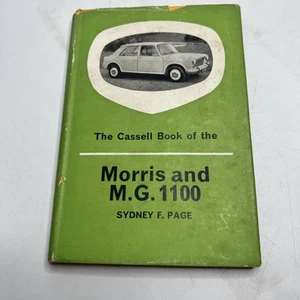 The Cassell Book of the
Morris and
M.G. 1100
SYDNEY F. PAGE